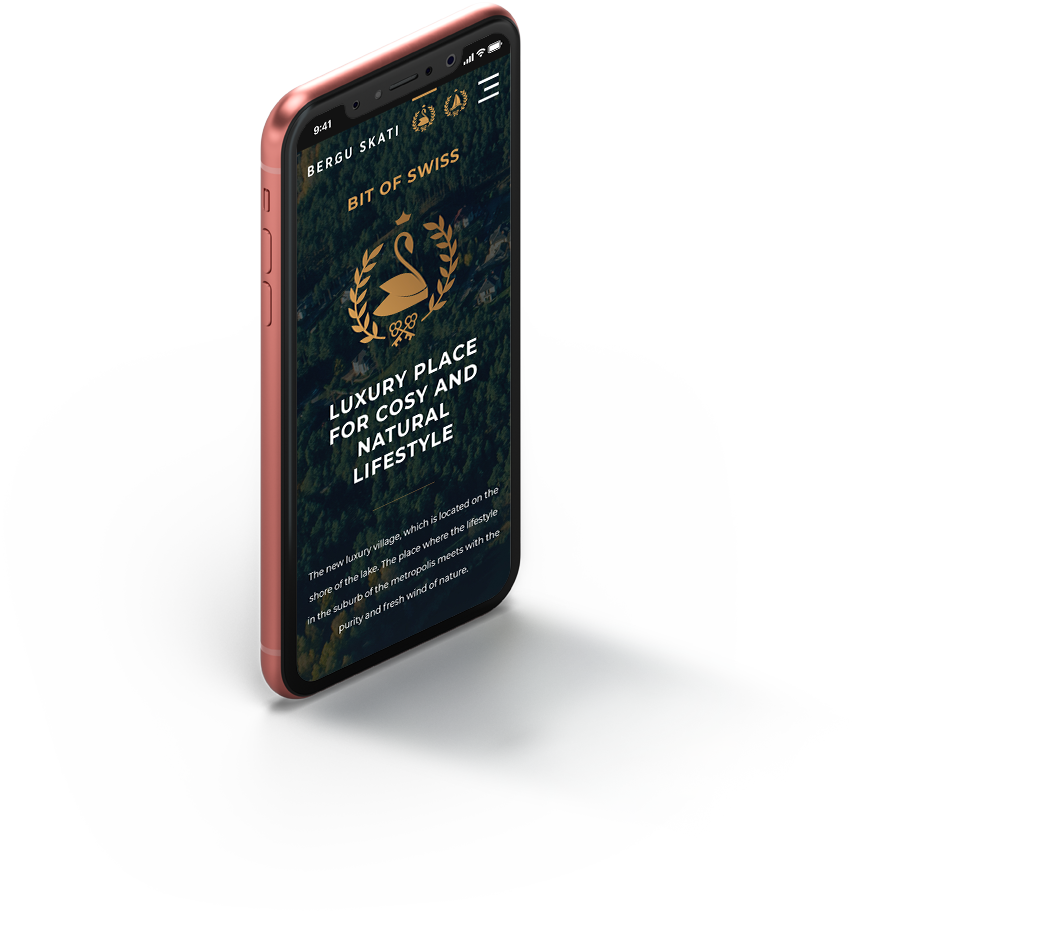 9:41
BERGU SKATI
BIT OF SWISS
LUXURY PLACE
FOR COSY AND
NATURAL
LIFESTYLE
The new luxury village, which is located on the
shore of the lake. The place where the lifestyle
in the suburb of the metropolis meets with the
purity and fresh wind of nature.